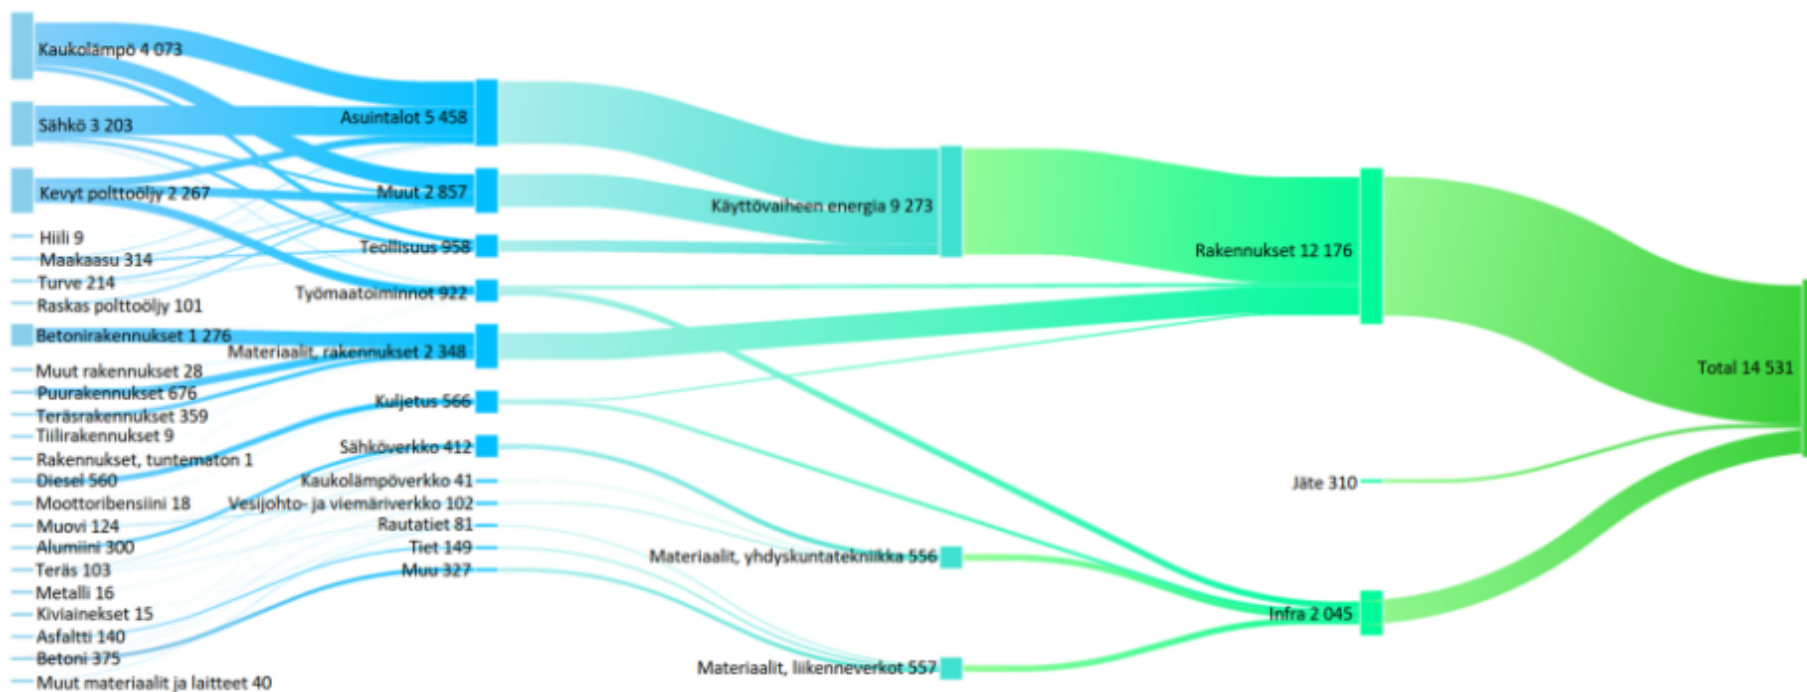 Kaukolämpö 4 073
Sähkö 3 203
Kevyt polttoöljy 2 267
Hiili 9
Maakaasu 314
Turve 214
Raskas polttoöljy 101
Betonirakennukset 1 276
Muut rakennukset 28
Puurakennukset 676
Teräsrakennukset 359
Tiilirakennukset 9
Rakennukset, tuntematon 1
Diesel 560
Moottoribensiini 18
Muovi 124
Alumiini 300
Teräs 103
Metalli 16
Kiviainekset 15
Asfaltti 140
Betoni 375
Muut materiaalit ja laitteet 40
Asuintalot 5 458
Muut 2 857
Teollisuus 958
Työmaatoiminnot 922
Materiaalit, rakennukset 2 348
Kuljetus 566
Sähköverkko 412
Kaukolämpöverkko 41
Vesijohto- ja viemäriverkko 102
Rautatiet 81
Tiet 149
Muu 327
Käyttövaiheen energia 9 273
Materiaalit, yhdyskuntatekniikka 556
Materiaalit, liikenneverkot 557
Rakennukset 12 176
Jäte 310
Infra 2 045
Total 14 531